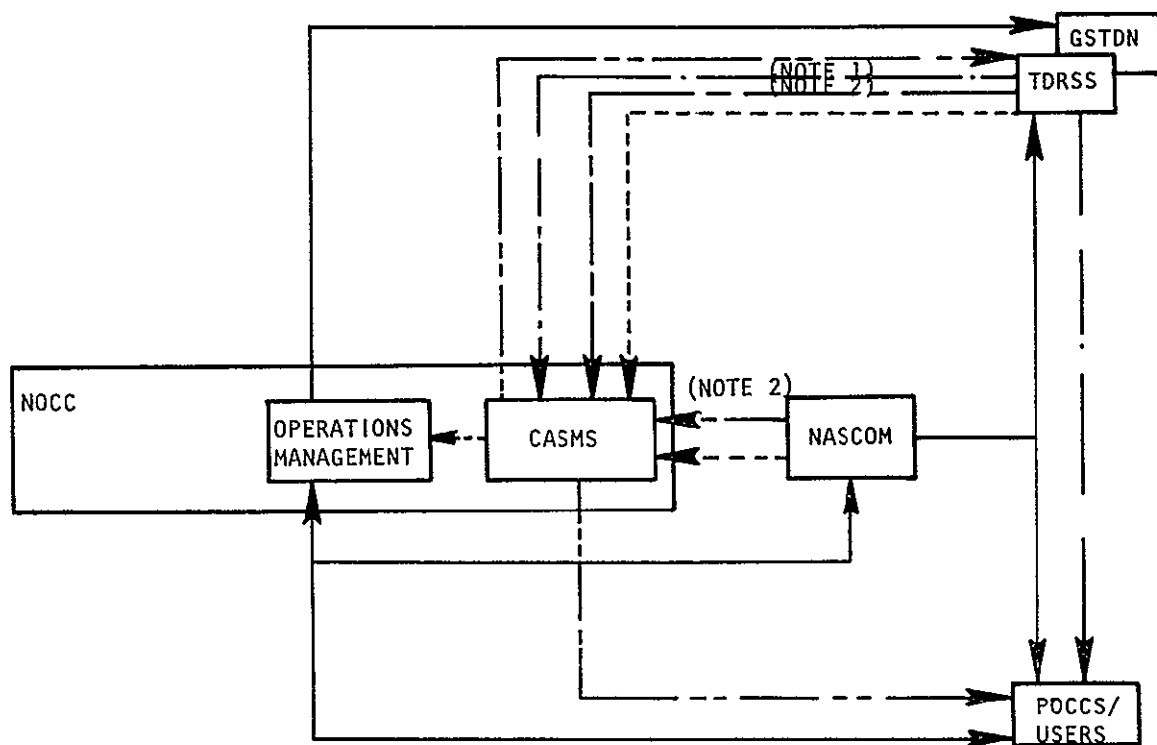 GSTDN
(NOTE 1)
TDRSS
(NOTE 2)
(NOTE 2)
NOCC
OPERATIONS
MANAGEMENT
CASMS
NASCOM
POCCS/
USERS